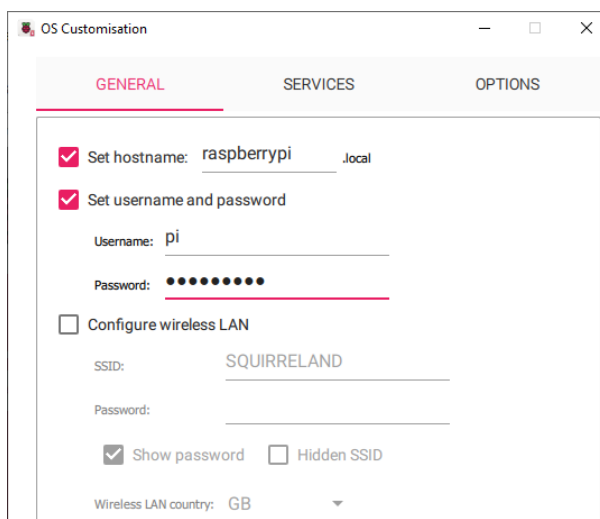 OS Customisation
GENERAL SERVICES OPTIONS
Set hostname: raspberrypi .local
Set username and password
Username: pi
Password: •••••••••
Configure wireless LAN
SSID: SQUIRRELAND
Password:
Show password Hidden SSID
Wireless LAN country: GB